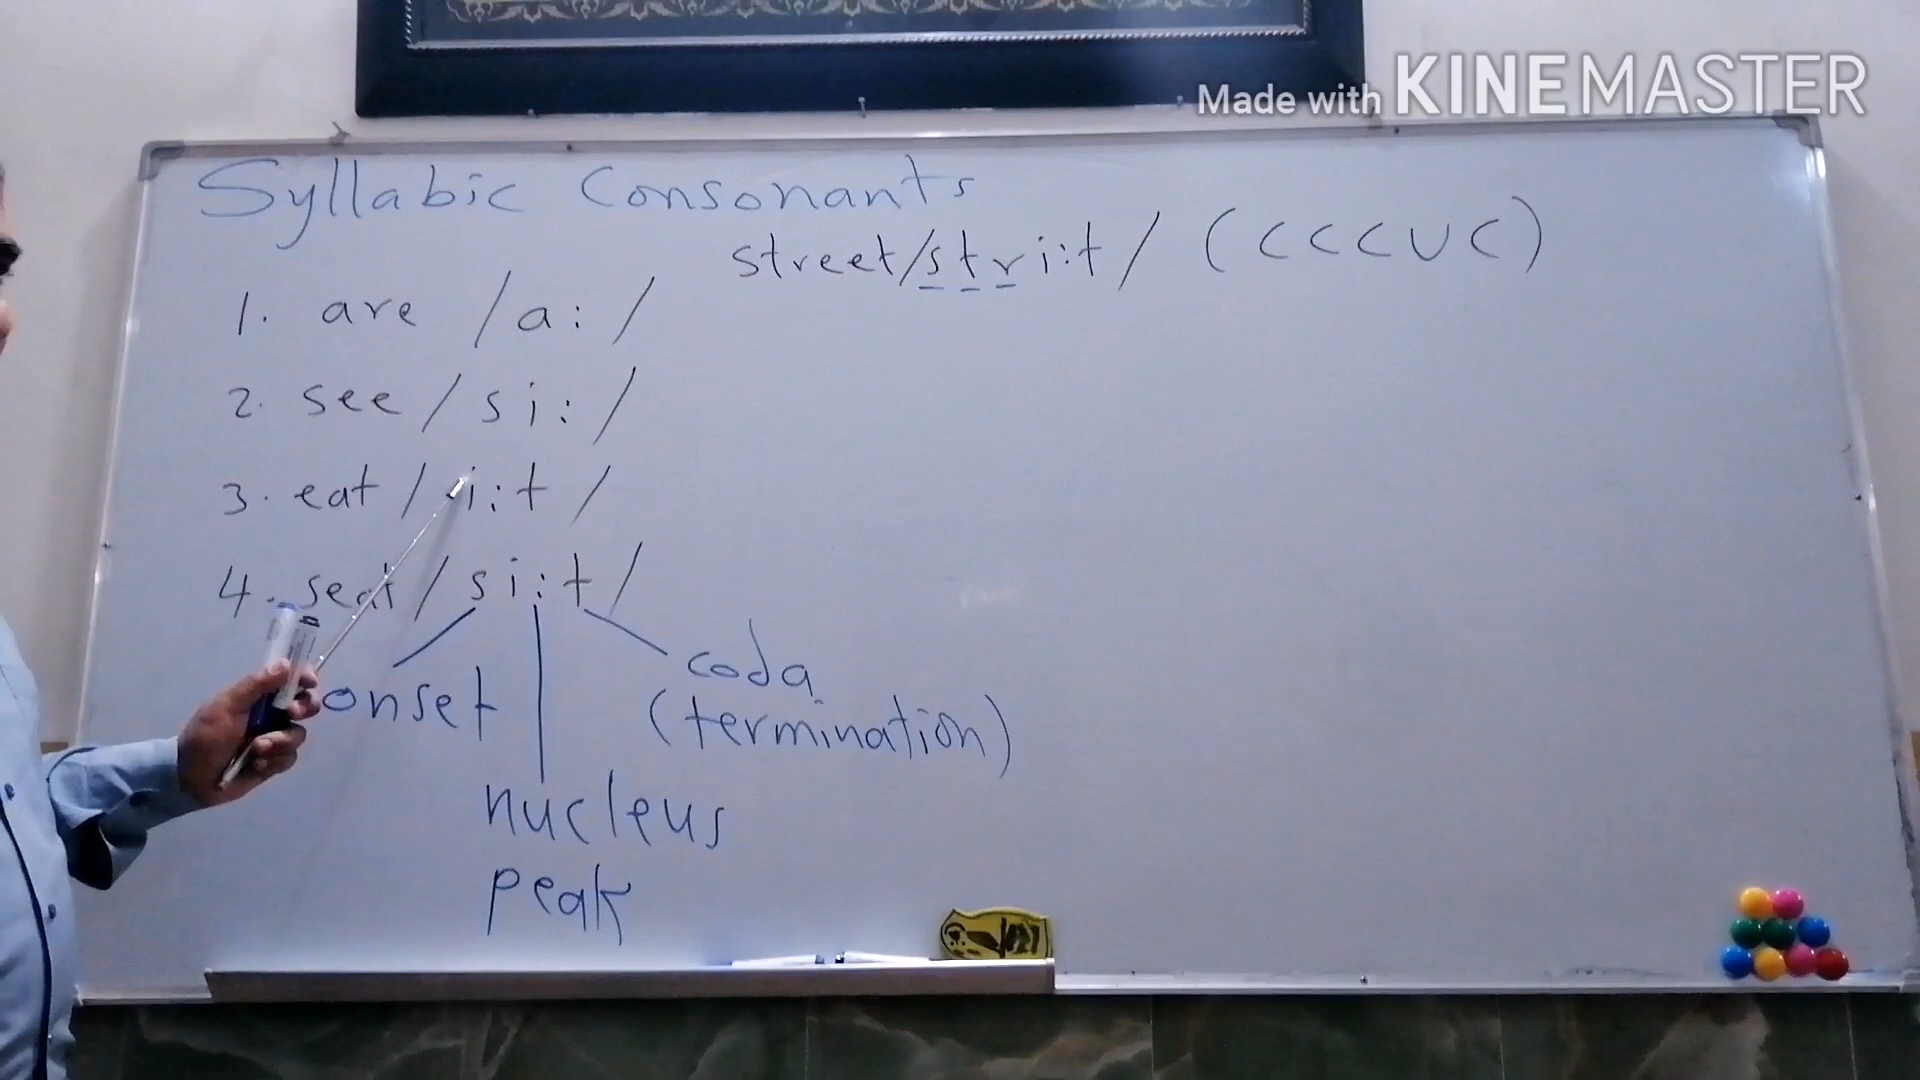 Made with KINEMASTER
Syllabic Consonants
street /stri:t/ (CCCVC)
1. are /a:/
2. see /si:/
3. eat /i:t/
4. seat /si:t/
onset
coda
(termination)
nucleus
peak